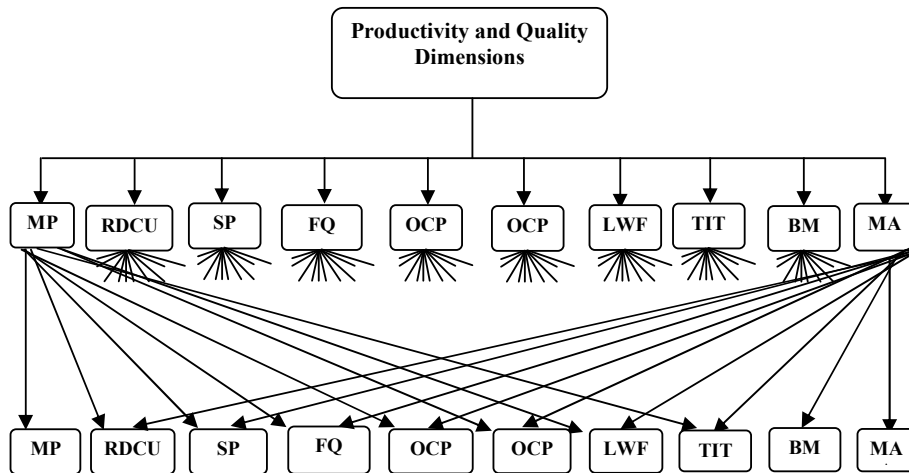 Productivity and Quality
Dimensions
MP RDCU SP FQ OCP OCP LWF TIT BM MA
MP RDCU SP FQ OCP OCP LWF TIT BM MA